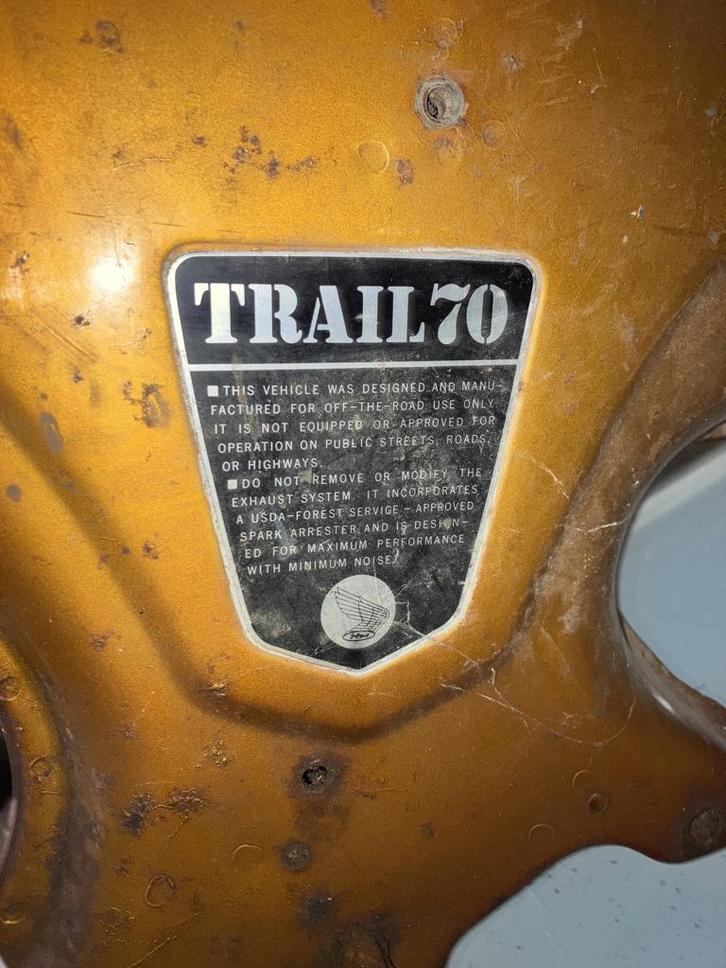 TRAIL 70
■ THIS VEHICLE WAS DESIGNED AND MANU-
FACTURED FOR OFF-THE-ROAD USE ONLY
IT IS NOT EQUIPPED OR APPROVED FOR
OPERATION ON PUBLIC STREETS, ROADS,
OR HIGHWAYS.
■ DO NOT REMOVE OR MODIFY THE
EXHAUST SYSTEM. IT INCORPORATES
A USDA-FOREST SERVICE - APPROVED
SPARK ARRESTER AND IS DESIGN-
ED FOR MAXIMUM PERFORMANCE
WITH MINIMUM NOISE.